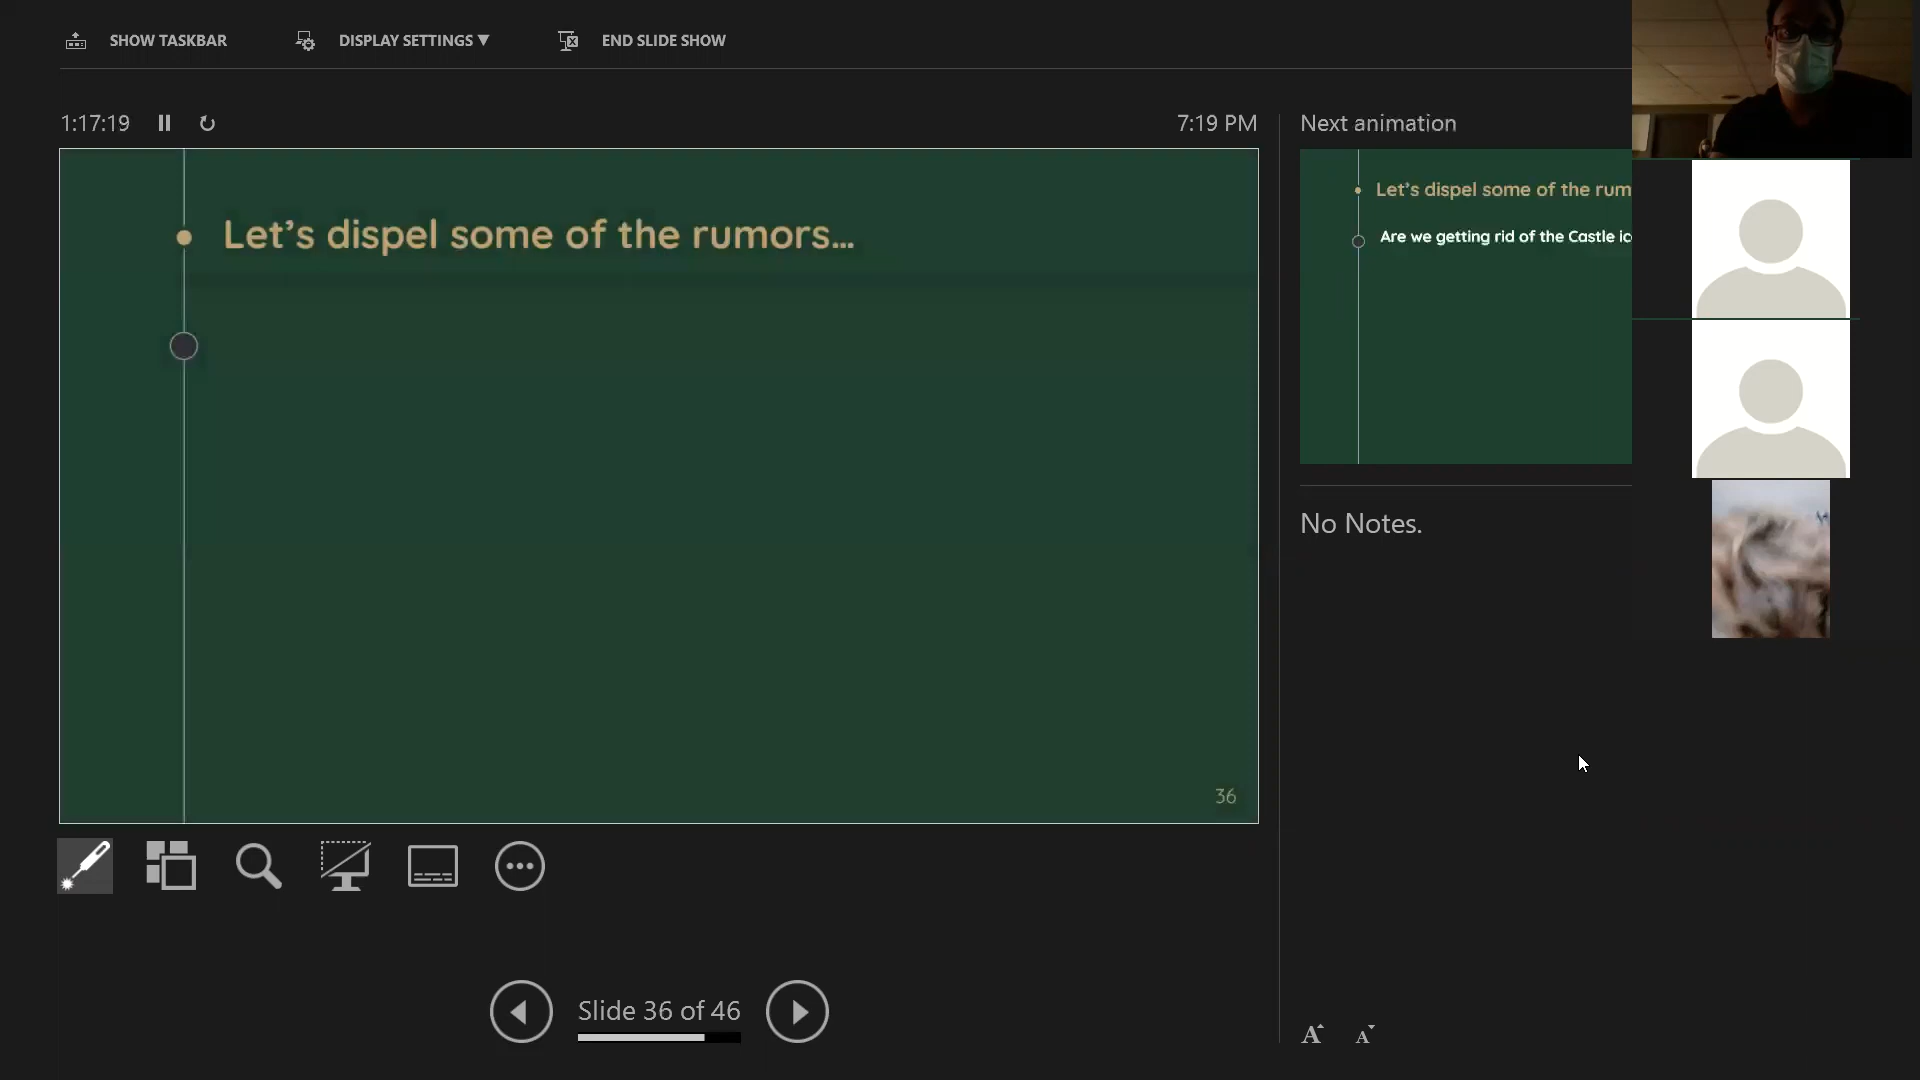 SHOW TASKBAR
DISPLAY SETTINGS ▼
END SLIDE SHOW
1:17:19
7:19 PM
Next animation
Let’s dispel some of the rumors...
36
Let’s dispel some of the rum
Are we getting rid of the Castle ic
No Notes.
Slide 36 of 46
A A